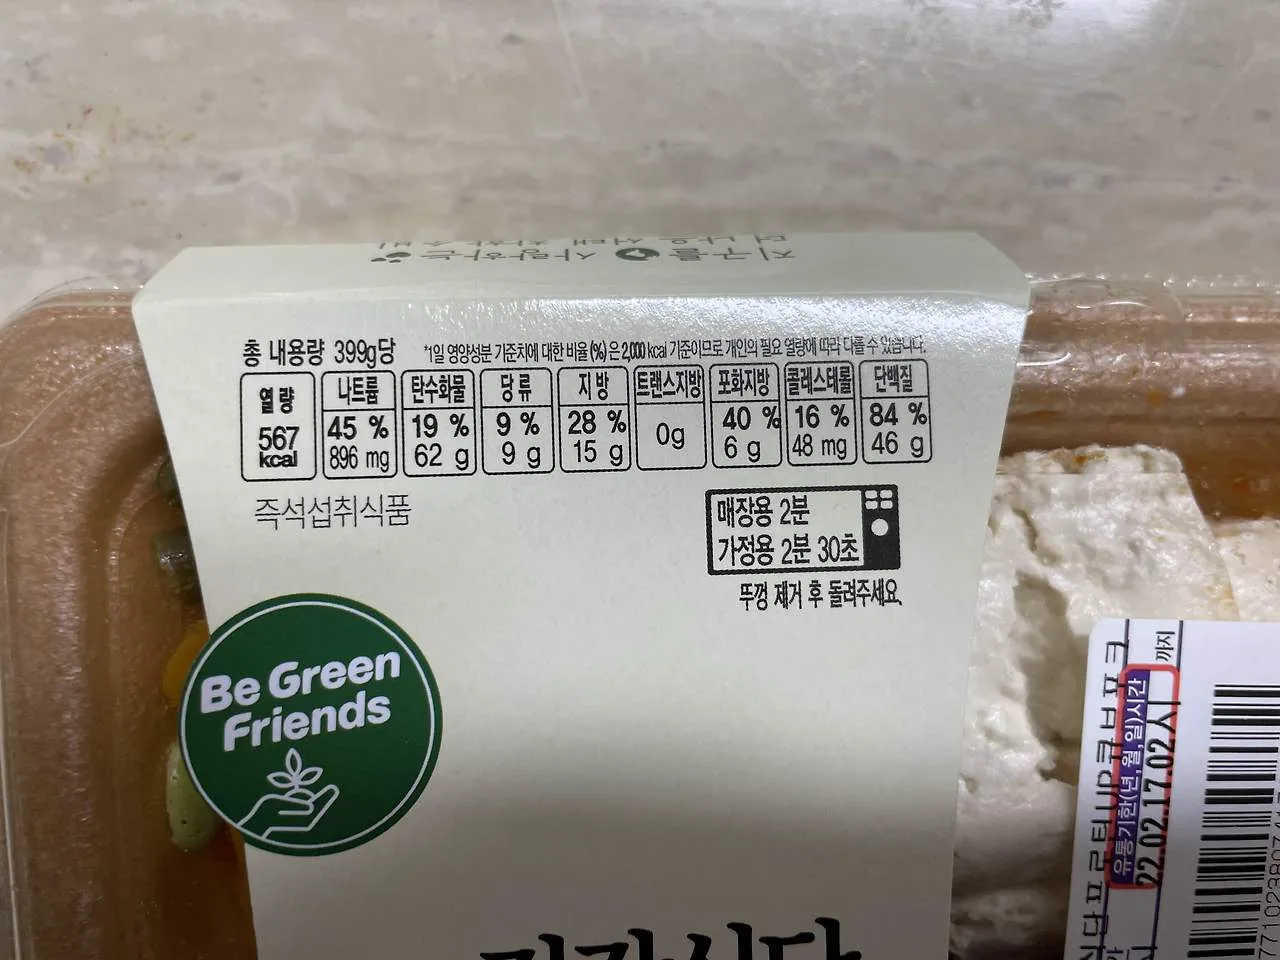 지구를 사랑하는
총 내용량 399g당
*1일 영양성분 기준치에 대한 비율(%)은 2,000 kcal 기준이므로 개인의 필요 열량에 따라 다를 수 있습니다.
열량 나트륨 탄수화물 당류 지방 트랜스지방 포화지방 콜레스테롤 단백질
567 kcal 45 % 19 % 9 % 28 % 0g 40 % 16 % 84 %
896 mg 62 g 9 g 15 g 6 g 48 mg 46 g
즉석섭취식품
매장용 2분
가정용 2분 30초
뚜껑 제거 후 돌려주세요.
Be Green
Friends
까지
유통기한(년,월,일)시간
22.02.17.02시